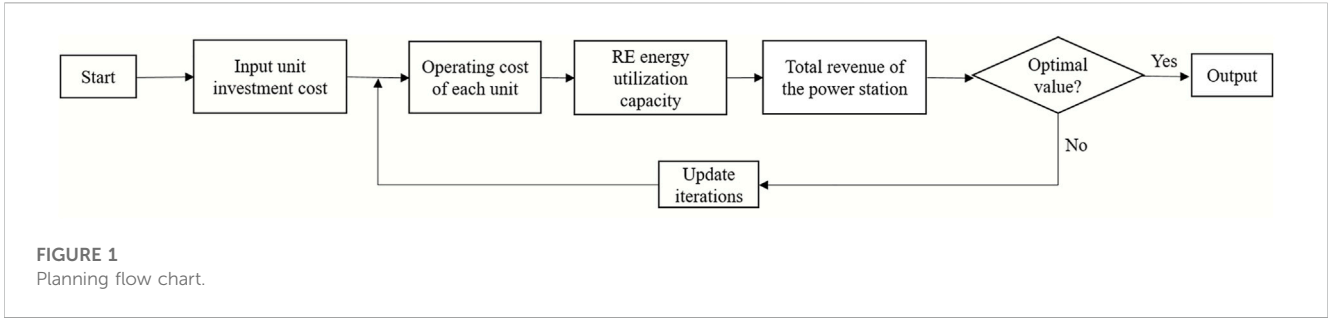 Start
Input unit
investment cost
Operating cost
of each unit
RE energy
utilization
capacity
Total revenue of
the power station
Optimal
value?
Yes
Output
No
Update
iterations
FIGURE 1
Planning flow chart.